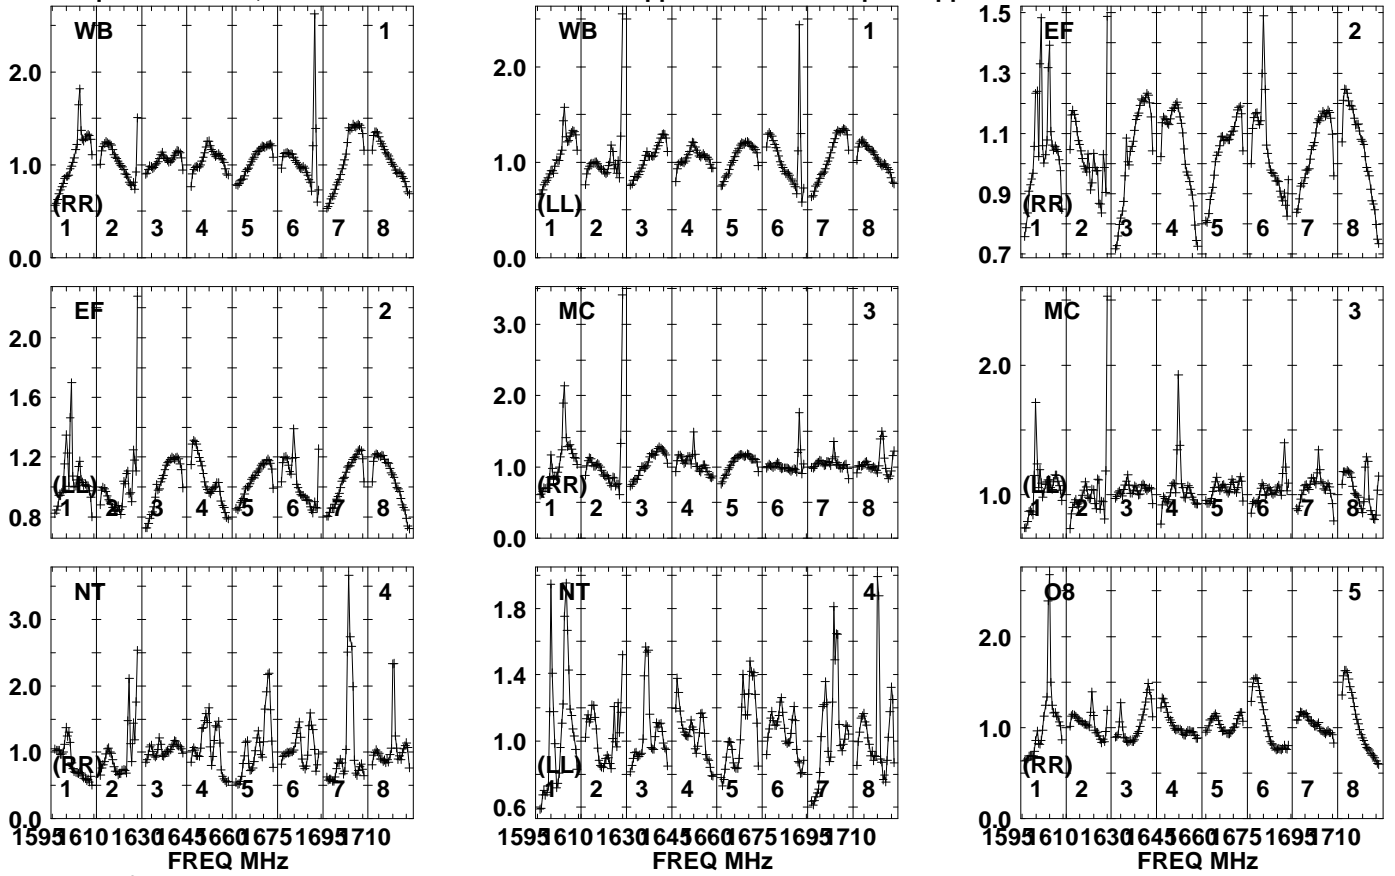 WB 1
2.0
1.0
0.0
(RR)
1 2 3 4 5 6 7 8
WB 1
2.0
1.0
0.0
(LL)
1 2 3 4 5 6 7 8
EF 2
1.5
1.3
1.1
0.9
0.7
(RR)
1 2 3 4 5 6 7 8
EF 2
2.0
1.6
1.2
0.8
(LL)
1 2 3 4 5 6 7 8
MC 3
3.0
2.0
1.0
0.0
(RR)
1 2 3 4 5 6 7 8
MC 3
2.0
1.0
(LL)
1 2 3 4 5 6 7 8
NT 4
3.0
2.0
1.0
0.0
(RR)
1 2 3 4 5 6 7 8
1595 1610 1630 1645 1660 1675 1695 1710
FREQ MHz
NT 4
1.8
1.4
1.0
0.6
(LL)
1 2 3 4 5 6 7 8
1595 1610 1630 1645 1660 1675 1695 1710
FREQ MHz
O8 5
2.0
1.0
0.0
(RR)
1 2 3 4 5 6 7 8
1595 1610 1630 1645 1660 1675 1695 1710
FREQ MHz